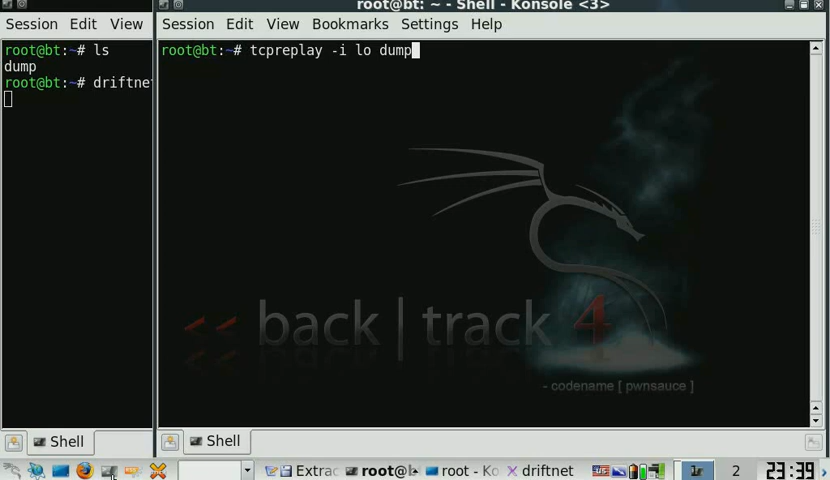 root@bt: ~ - Shell - Konsole <3>
Session Edit View
Session Edit View Bookmarks Settings Help
root@bt:~# ls
dump
root@bt:~# driftne
root@bt:~# tcpreplay -i lo dump
<< back | track 4
- codename [ pwnsauce ]
Shell
Shell
Extrac root@l root - Ko driftnet 1 2 23:39